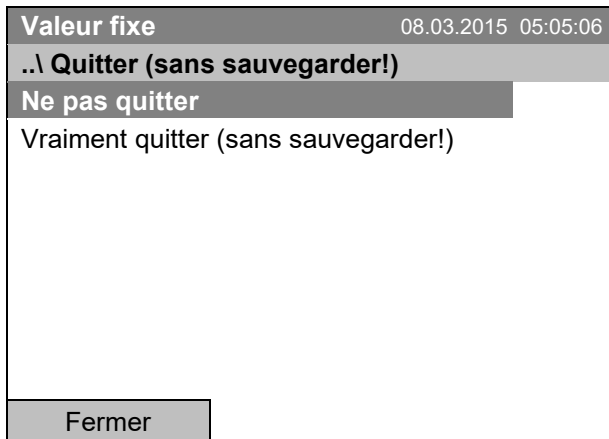 Valeur fixe 08.03.2015 05:05:06
..\ Quitter (sans sauvegarder!)
Ne pas quitter
Vraiment quitter (sans sauvegarder!)
Fermer